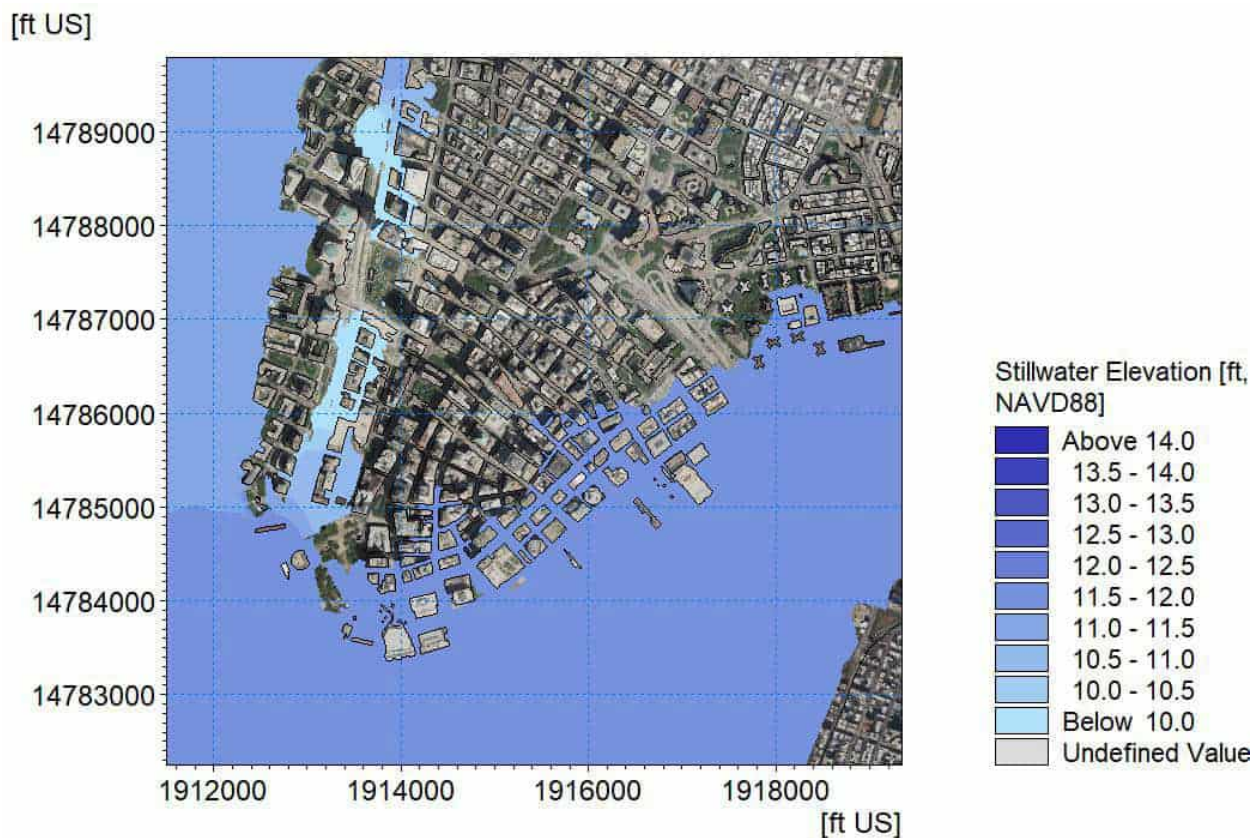 [ft US]
14789000
14788000
14787000
14786000
14785000
14784000
14783000
1912000 1914000 1916000 1918000
[ft US]
Stillwater Elevation [ft,
NAVD88]
Above 14.0
13.5 - 14.0
13.0 - 13.5
12.5 - 13.0
12.0 - 12.5
11.5 - 12.0
11.0 - 11.5
10.5 - 11.0
10.0 - 10.5
Below 10.0
Undefined Value